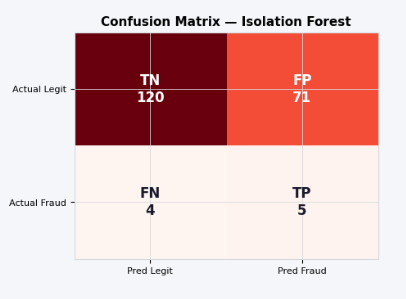 Confusion Matrix — Isolation Forest
Actual Legit
TN
120
FP
71
Actual Fraud
FN
4
TP
5
Pred Legit
Pred Fraud